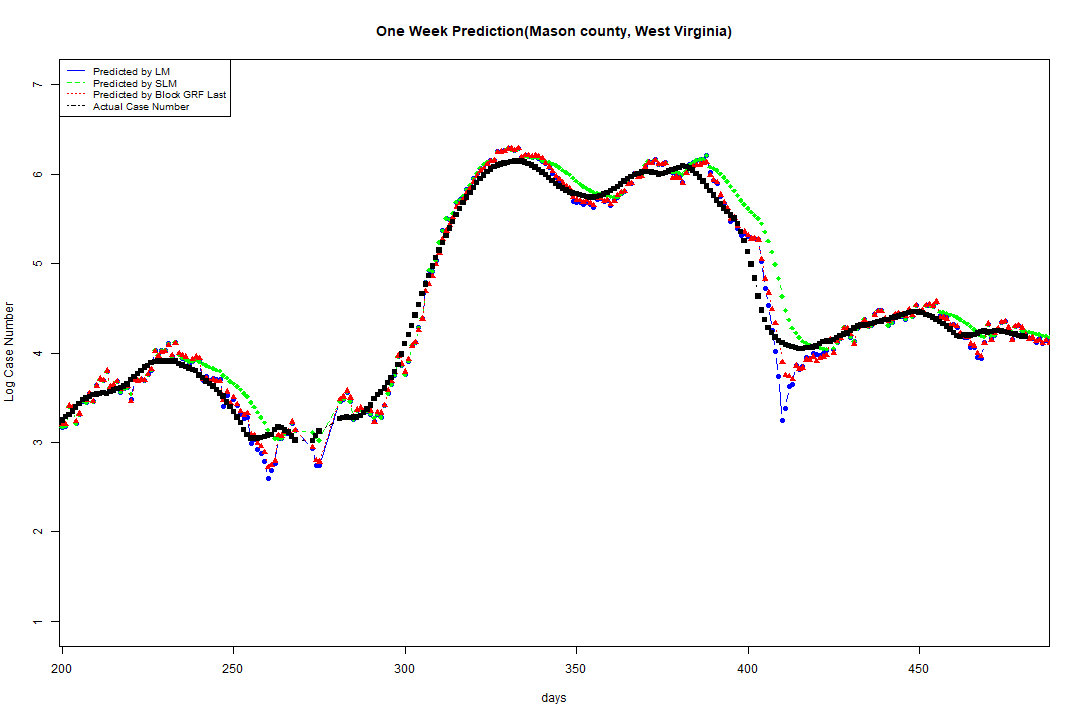 One Week Prediction(Mason county, West Virginia)
Predicted by LM
Predicted by SLM
Predicted by Block GRF Last
Actual Case Number
7
6
5
4
3
2
1
Log Case Number
200 250 300 350 400 450
days